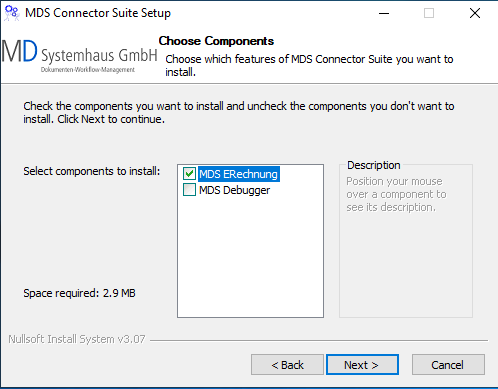 MDS Connector Suite Setup
MD Systemhaus GmbH
Dokumenten-Workflow-Management
Choose Components
Choose which features of MDS Connector Suite you want to
install.
Check the components you want to install and uncheck the components you don't want to
install. Click Next to continue.
Select components to install:
MDS ERechnung
MDS Debugger
Description
Position your mouse
over a component to
see its description.
Space required: 2.9 MB
Nullsoft Install System v3.07
< Back
Next >
Cancel